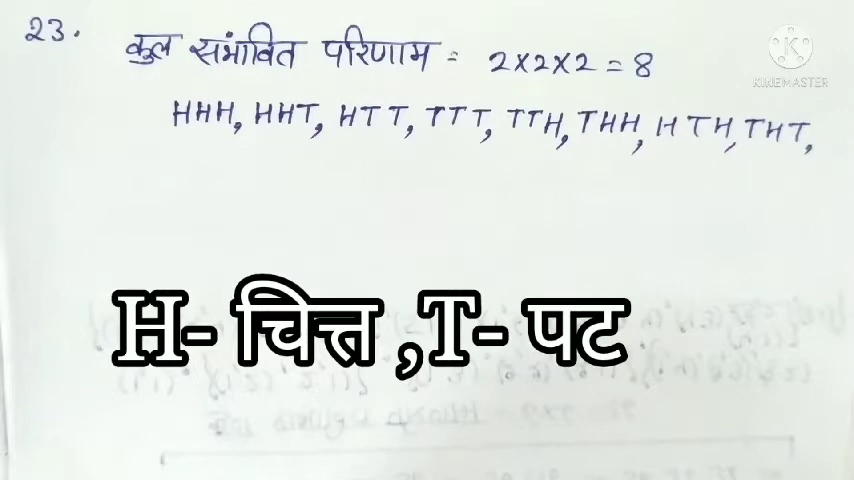 23. कुल संभावित परिणाम = 2×2×2=8
KINEMASTER
HHH, HHT, HTT, TTT, TTH, THH, HTH, THT,
H- चित्त ,T- पट